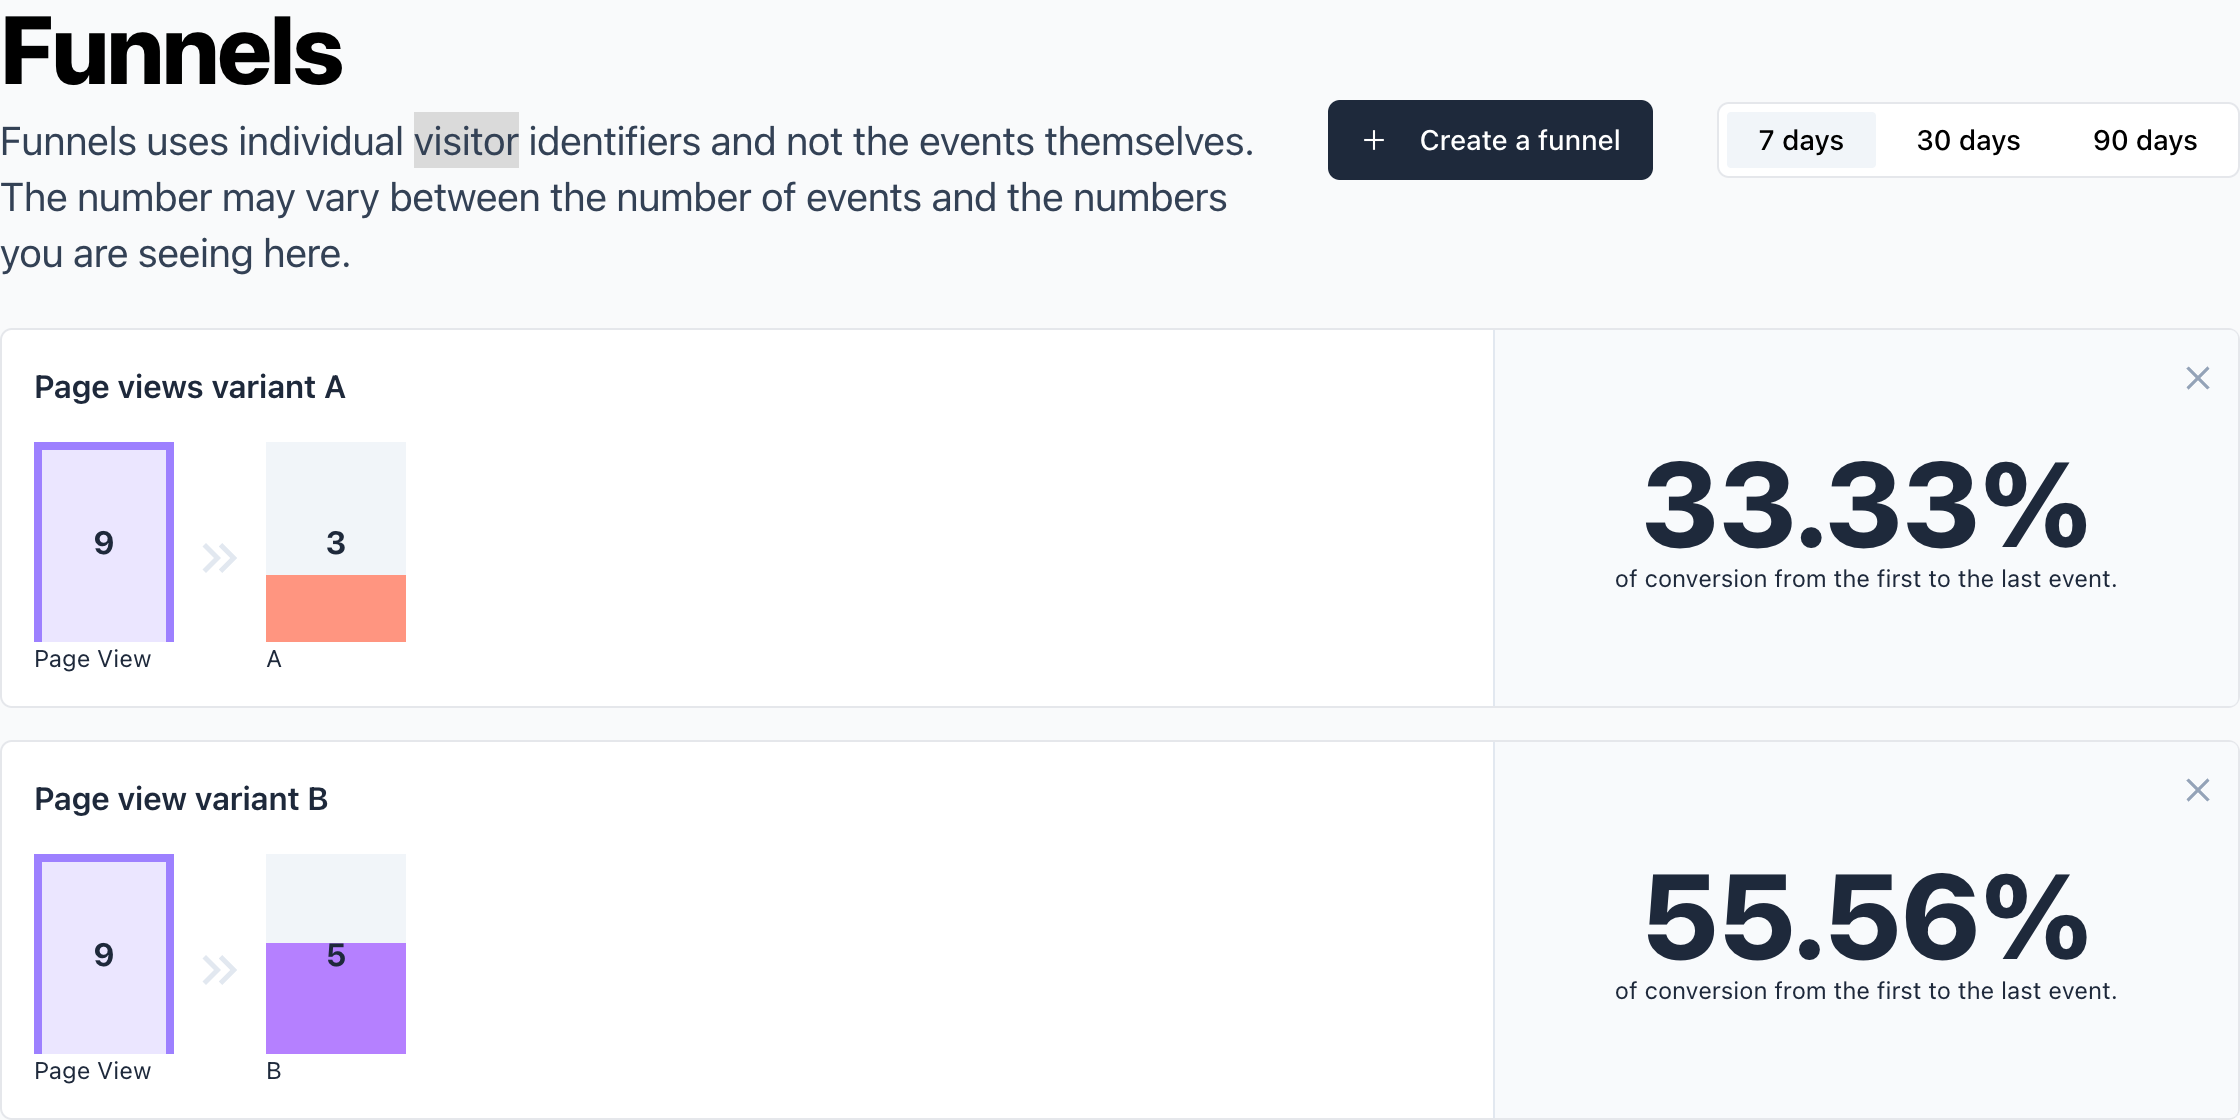 Funnels
Funnels uses individual visitor identifiers and not the events themselves.
The number may vary between the number of events and the numbers
you are seeing here.
+ Create a funnel
7 days 30 days 90 days
Page views variant A
9
3
Page View
A
33.33%
of conversion from the first to the last event.
Page view variant B
9
5
Page View
B
55.56%
of conversion from the first to the last event.